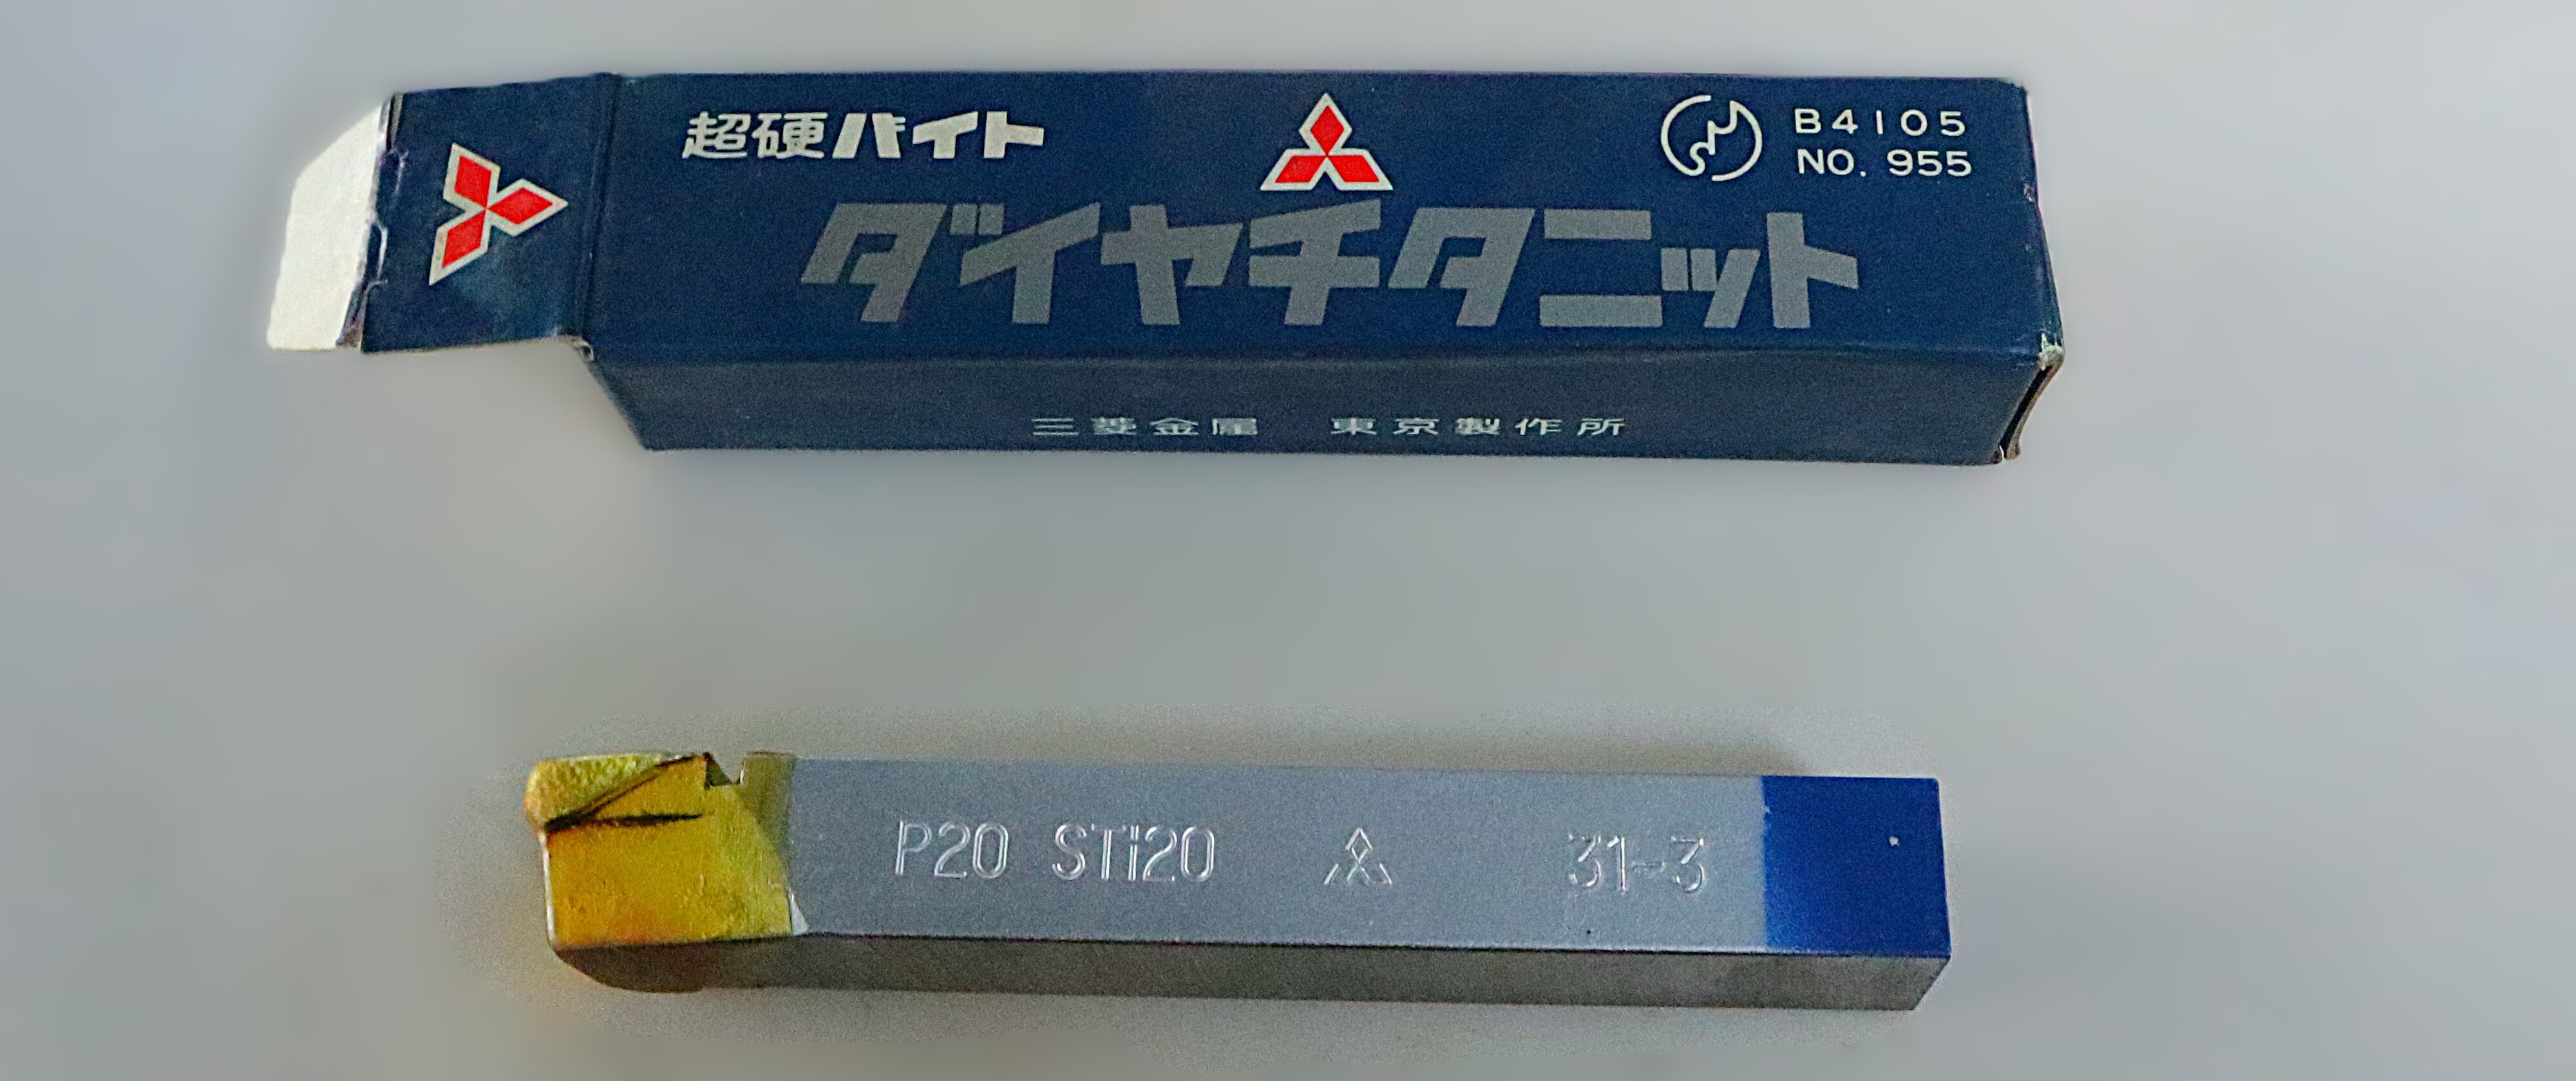 超硬バイト
B4105
NO. 955
ダイヤチタニット
三菱金属 東京製作所
P20 STi20 31-3